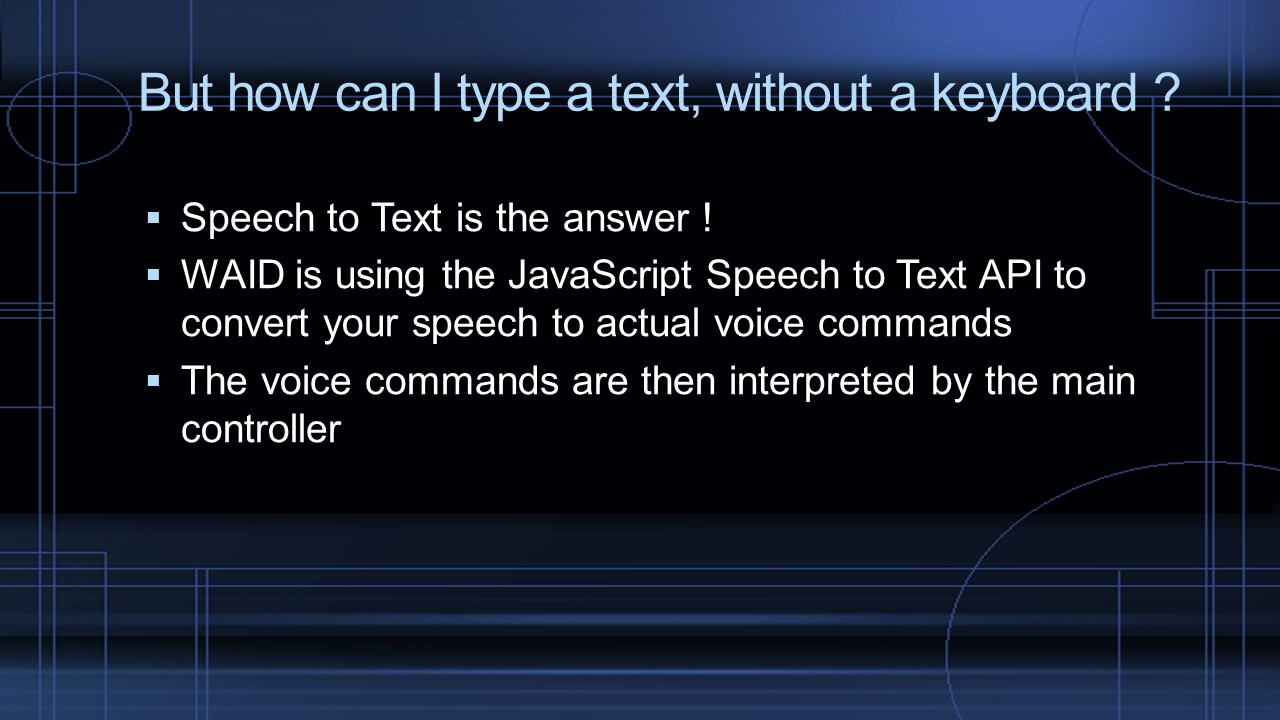 But how can I type a text, without a keyboard ?
Speech to Text is the answer !
WAID is using the JavaScript Speech to Text API to
convert your speech to actual voice commands
The voice commands are then interpreted by the main
controller